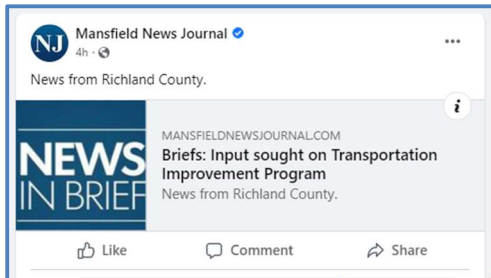 NJ
Mansfield News Journal
4h ·
News from Richland County.
i
NEWS
IN BRIEF
MANSFIELDNEWSJOURNAL.COM
Briefs: Input sought on Transportation
Improvement Program
News from Richland County.
Like
Comment
Share